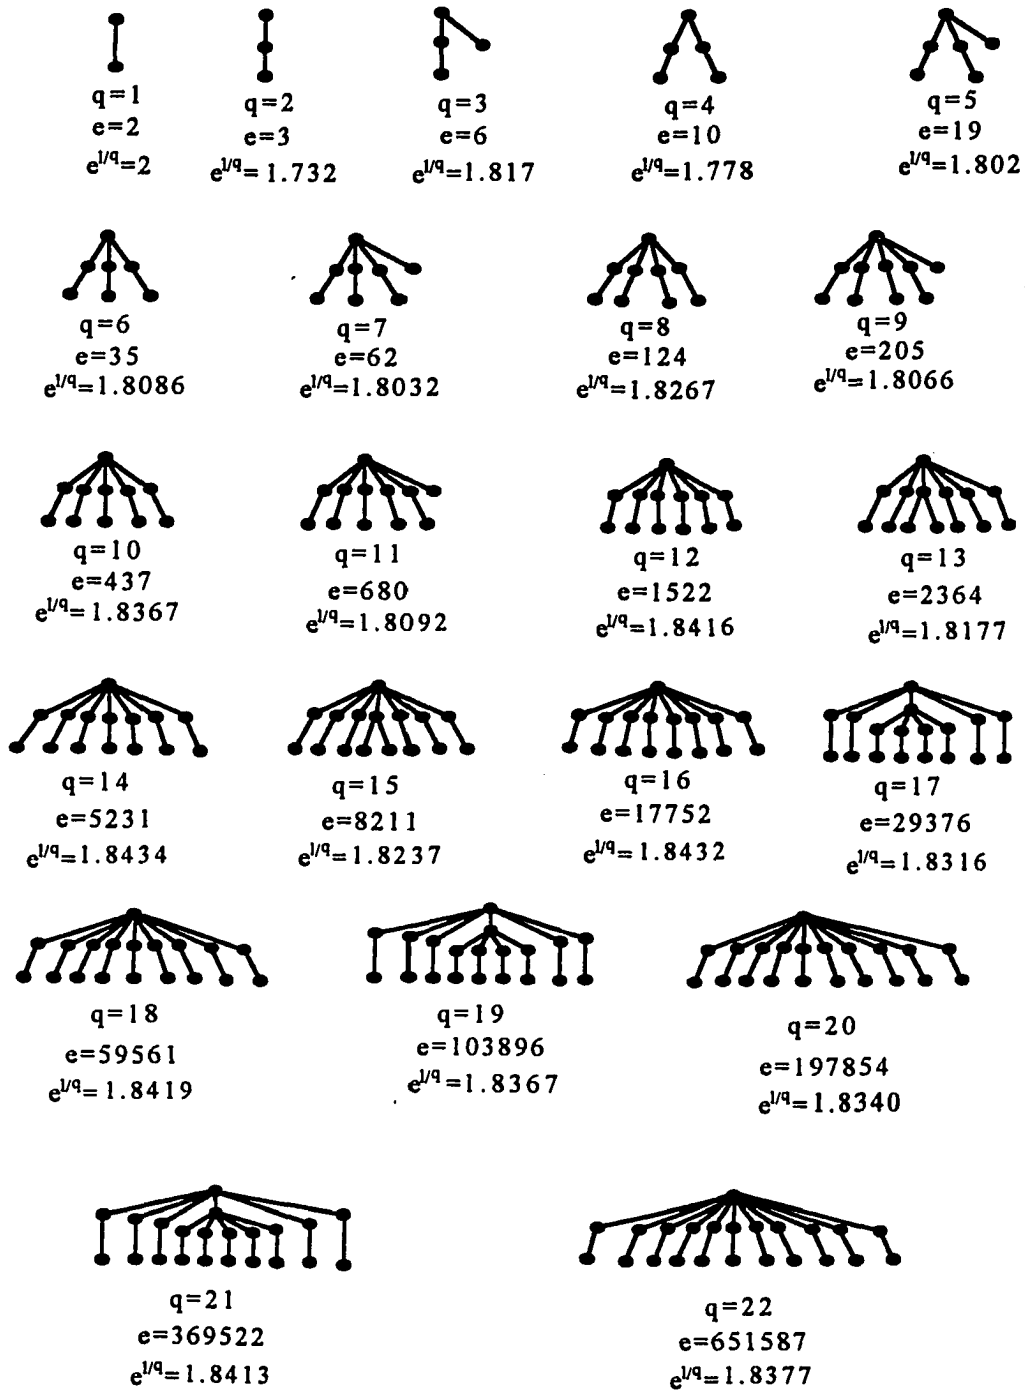 q=1
e=2
e^1/q=2
q=2
e=3
e^1/q=1.732
q=3
e=6
e^1/q=1.817
q=4
e=10
e^1/q=1.778
q=5
e=19
e^1/q=1.802
q=6
e=35
e^1/q=1.8086
q=7
e=62
e^1/q=1.8032
q=8
e=124
e^1/q=1.8267
q=9
e=205
e^1/q=1.8066
q=10
e=437
e^1/q=1.8367
q=11
e=680
e^1/q=1.8092
q=12
e=1522
e^1/q=1.8416
q=13
e=2364
e^1/q=1.8177
q=14
e=5231
e^1/q=1.8434
q=15
e=8211
e^1/q=1.8237
q=16
e=17752
e^1/q=1.8432
q=17
e=29376
e^1/q=1.8316
q=18
e=59561
e^1/q=1.8419
q=19
e=103896
e^1/q=1.8367
q=20
e=197854
e^1/q=1.8340
q=21
e=369522
e^1/q=1.8413
q=22
e=651587
e^1/q=1.8377